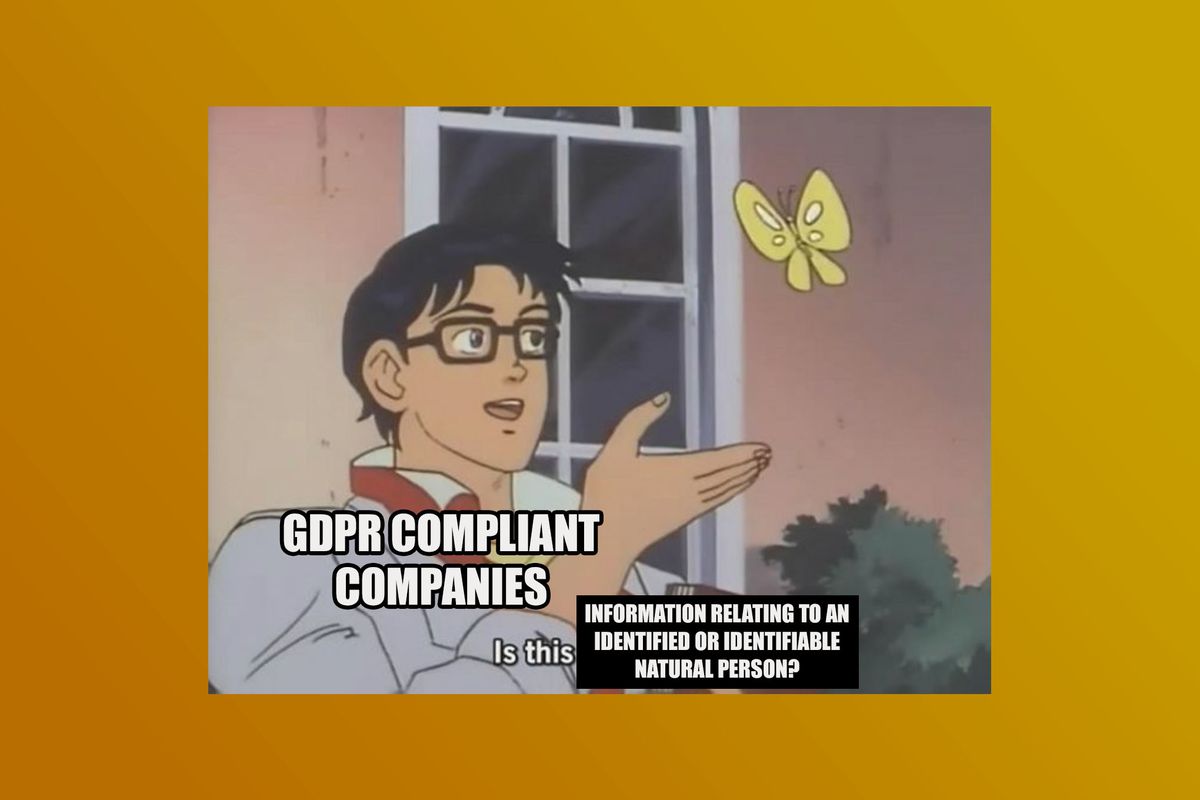 GDPR COMPLIANT
COMPANIES
Is this
INFORMATION RELATING TO AN
IDENTIFIED OR IDENTIFIABLE
NATURAL PERSON?